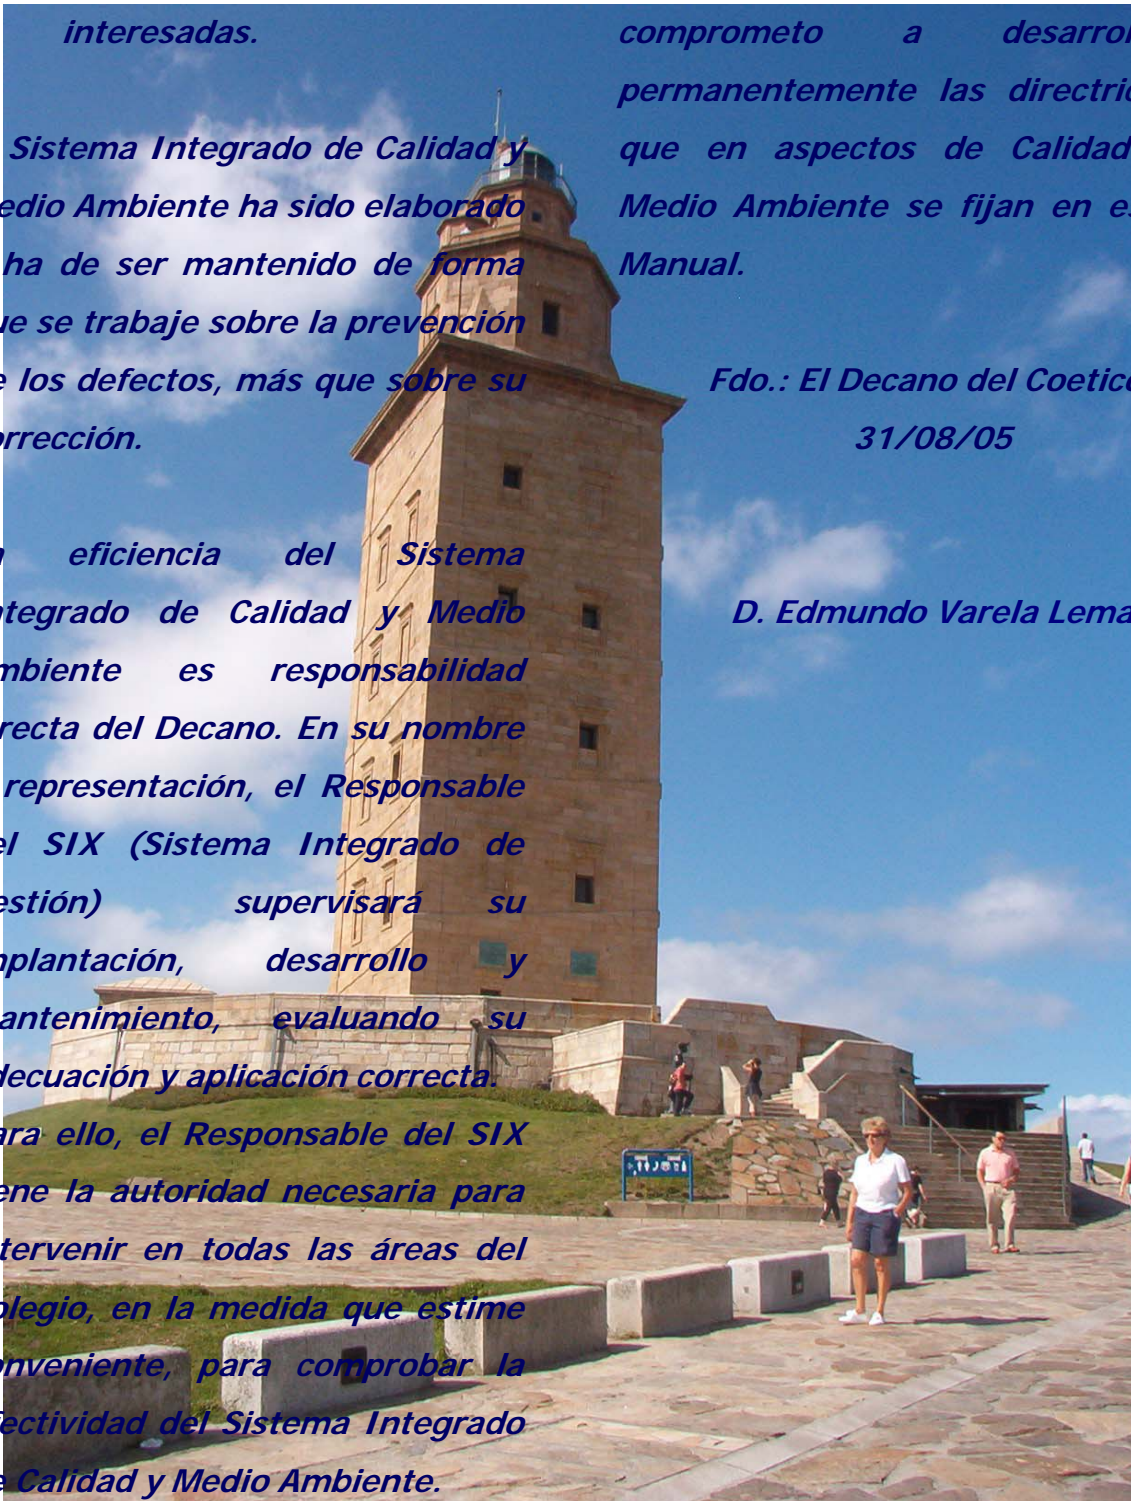 interesadas.
Sistema Integrado de Calidad y
edio Ambiente ha sido elaborado
ha de ser mantenido de forma
ue se trabaje sobre la prevención
e los defectos, más que sobre su
orrección.
eficiencia del Sistema
ntegrado de Calidad y Medio
mbiente es responsabilidad
recta del Decano. En su nombre
representación, el Responsable
el SIX (Sistema Integrado de
estión) supervisará su
mplantación, desarrollo y
antenimiento, evaluando su
decuación y aplicación correcta.
ara ello, el Responsable del SIX
ene la autoridad necesaria para
tervenir en todas las áreas del
olegio, en la medida que estime
onveniente, para comprobar la
fectividad del Sistema Integrado
e Calidad y Medio Ambiente.
comprometo a desarrol
permanentemente las directric
que en aspectos de Calidad
Medio Ambiente se fijan en es
Manual.
Fdo.: El Decano del Coetico
31/08/05
D. Edmundo Varela Lema